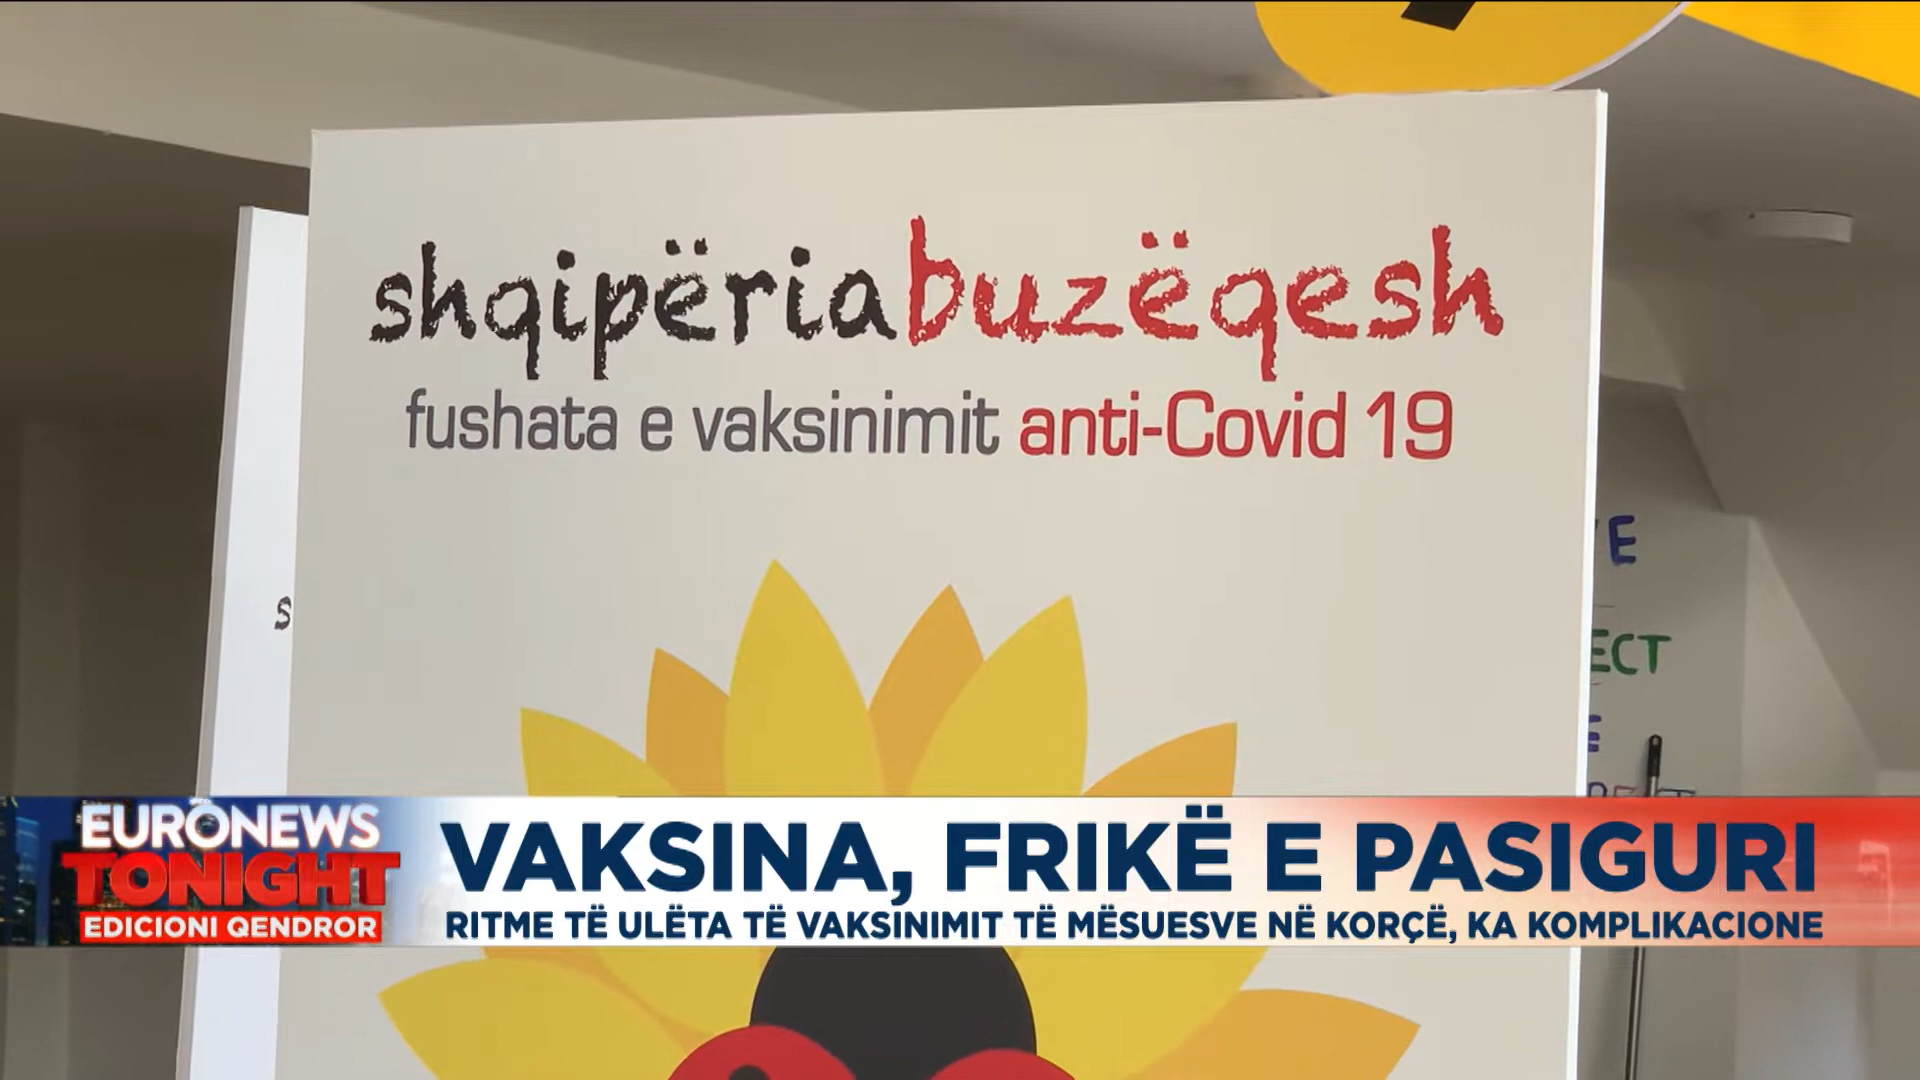 shqipëriabuzëqesh
fushata e vaksinimit anti-Covid 19
s
E
ECT
E
EURONEWS
TONIGHT
EDICIONI QENDROR
VAKSINA, FRIKË E PASIGURI
RITME TË ULËTA TË VAKSINIMIT TË MËSUESVE NË KORÇË, KA KOMPLIKACIONE